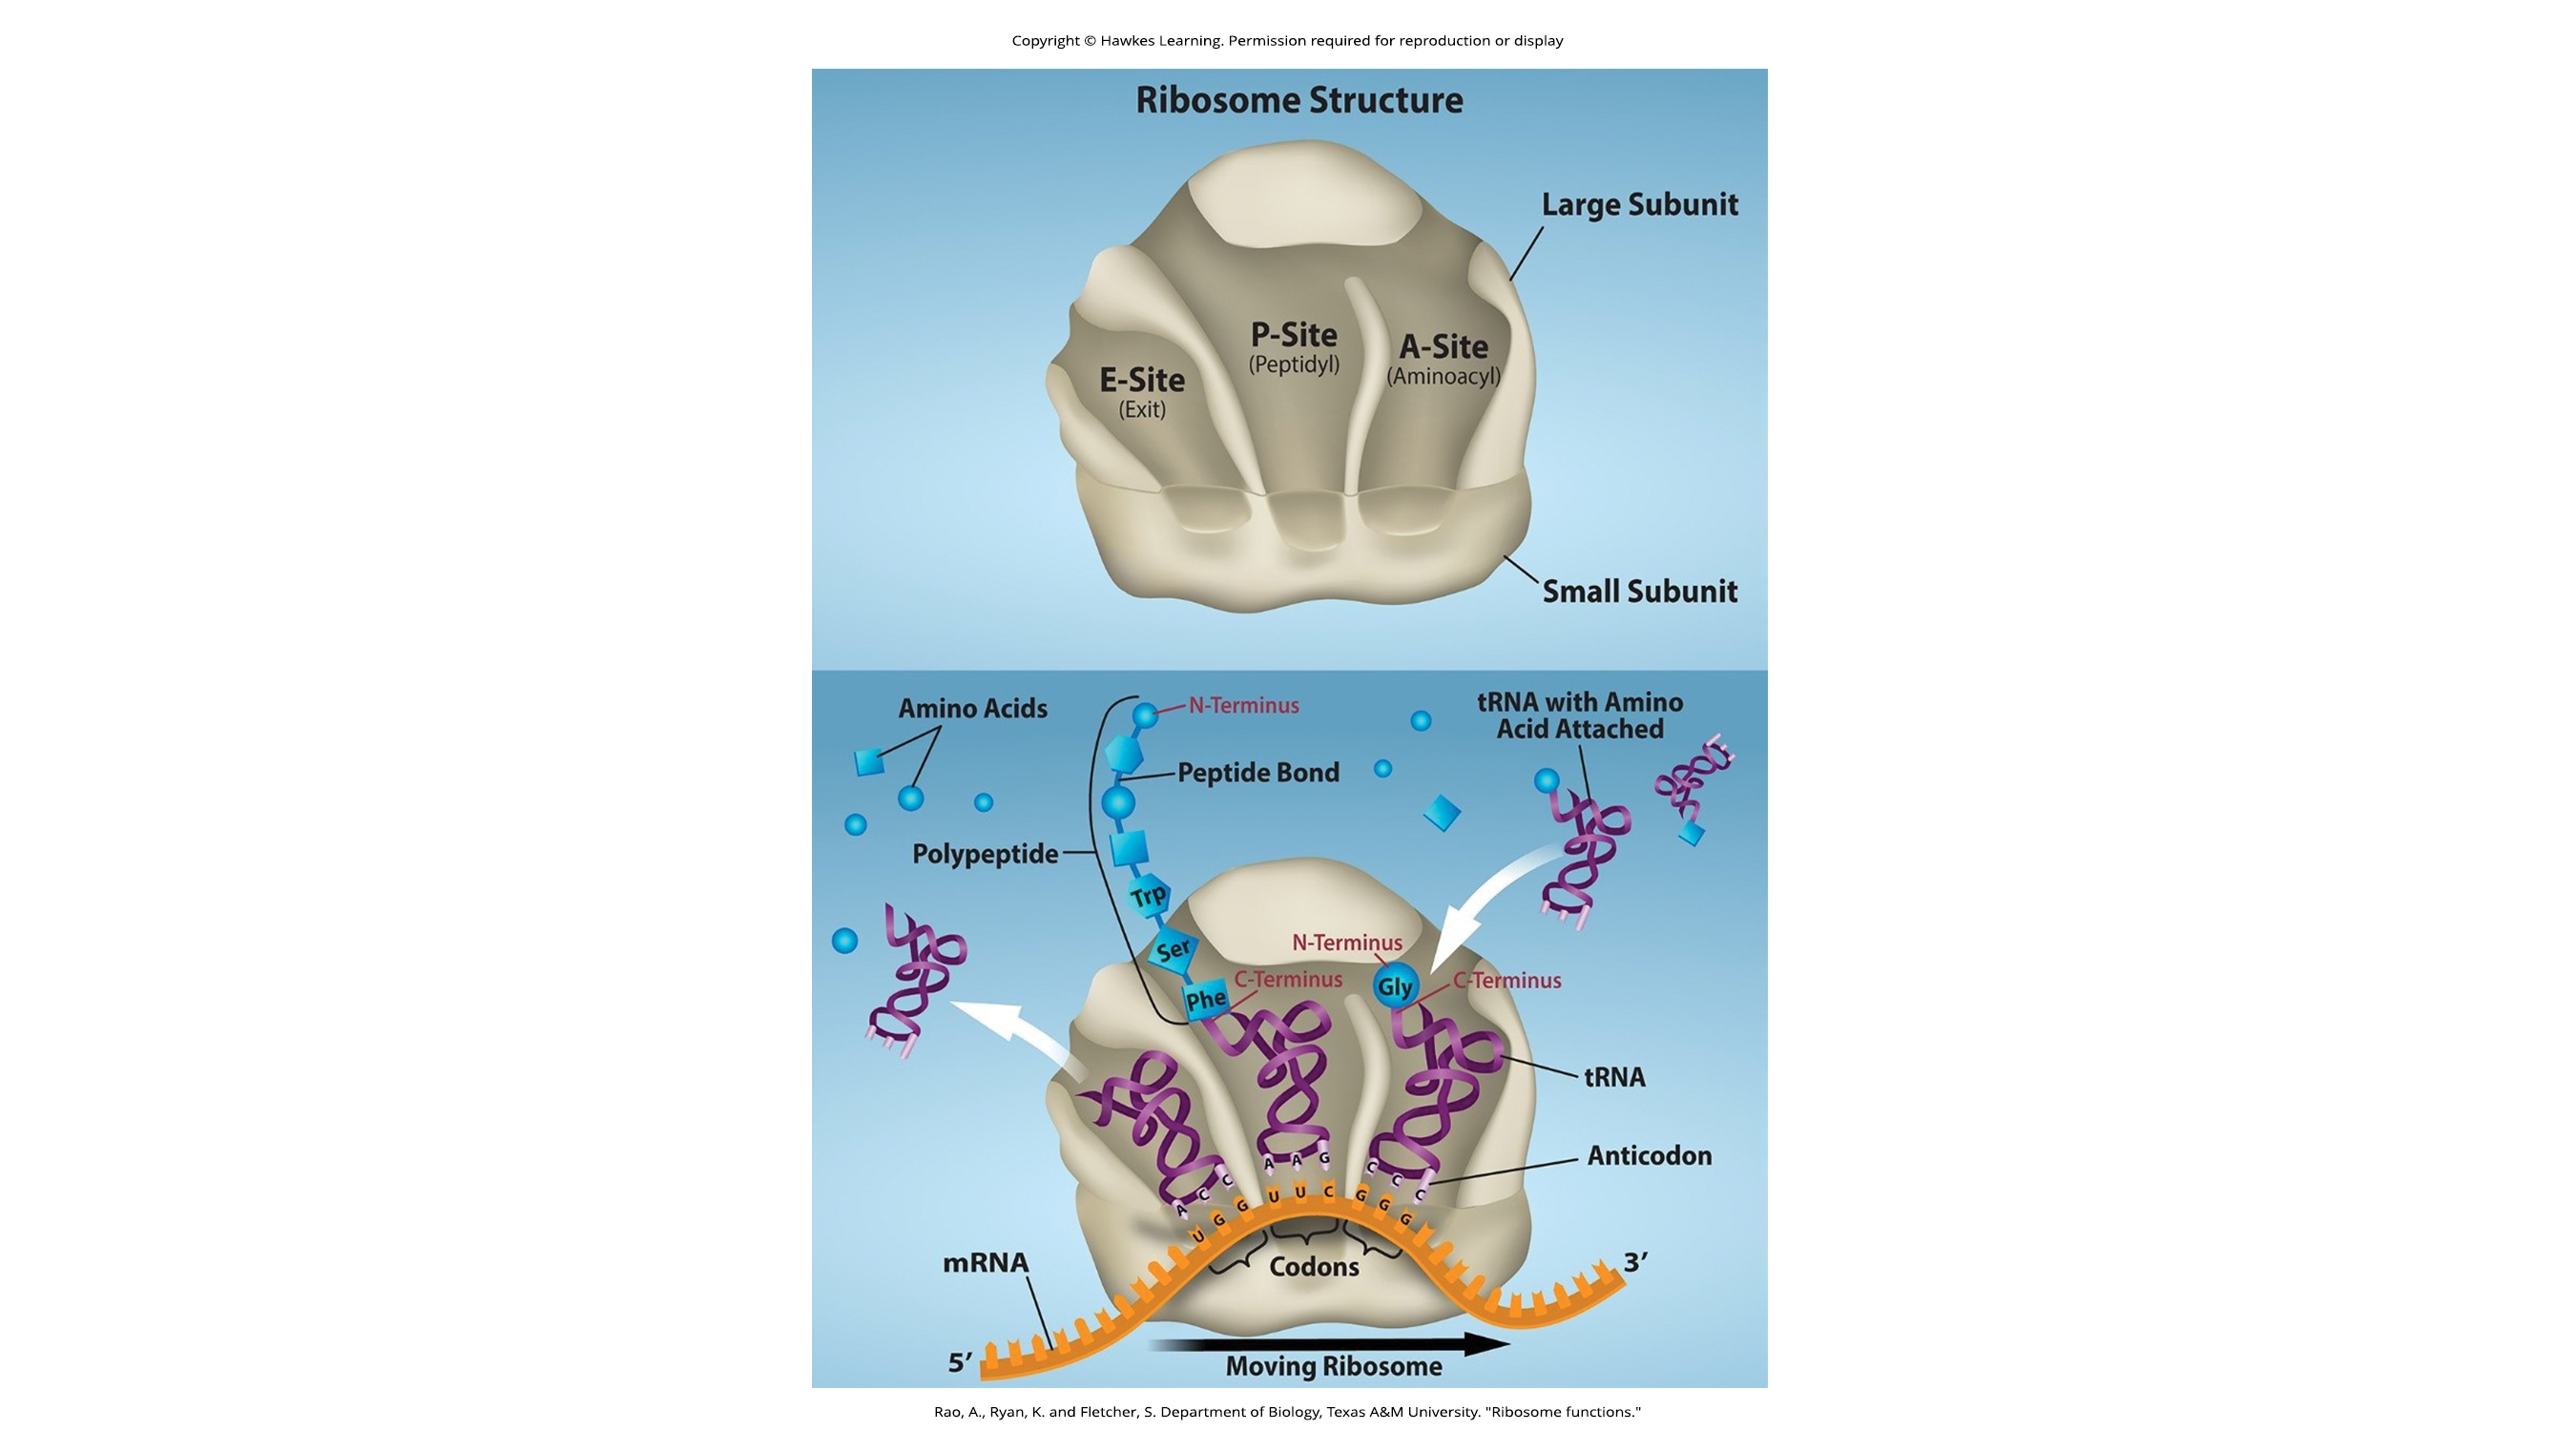 Copyright © Hawkes Learning. Permission required for reproduction or display
Ribosome Structure
Large Subunit
P-Site
(Peptidyl)
A-Site
(Aminoacyl)
E-Site
(Exit)
Small Subunit
Amino Acids
N-Terminus
tRNA with Amino
Acid Attached
Peptide Bond
Polypeptide
Trp
Ser
Phe
N-Terminus
C-Terminus
Gly
C-Terminus
tRNA
Anticodon
A C C
A A G
C C C
U G G
U U C
G G G
Codons
mRNA
3′
5′
Moving Ribosome
Rao, A., Ryan, K. and Fletcher, S. Department of Biology, Texas A&M University. "Ribosome functions."